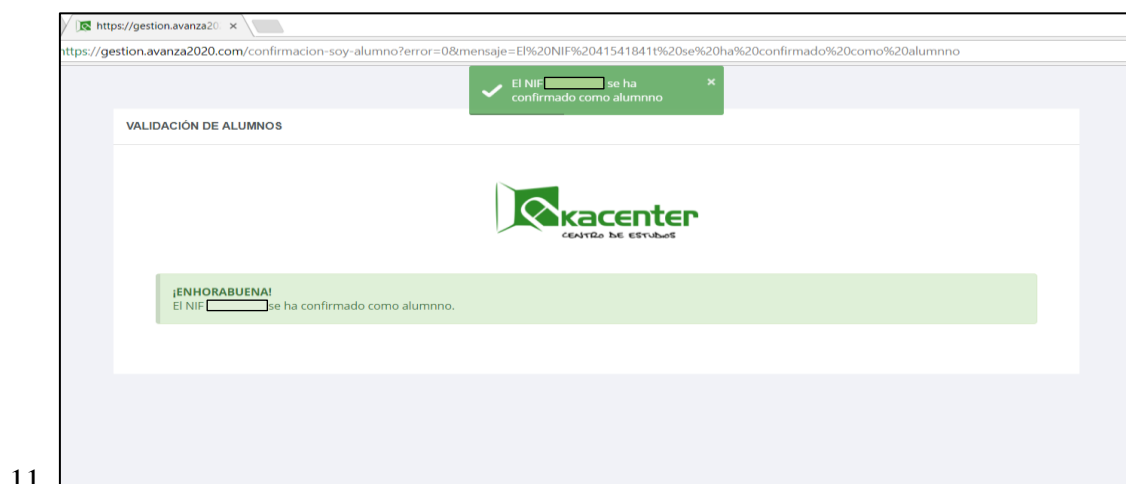 https://gestion.avanza20 ×
https://gestion.avanza2020.com/confirmacion-soy-alumno?error=0&mensaje=El%20NIF%2041541841t%20se%20ha%20confirmado%20como%20alumnno
El NIF se ha ×
confirmado como alumnno
VALIDACIÓN DE ALUMNOS
akacenter
CENTRO DE ESTUDIOS
¡ENHORABUENA!
El NIF se ha confirmado como alumnno.
11